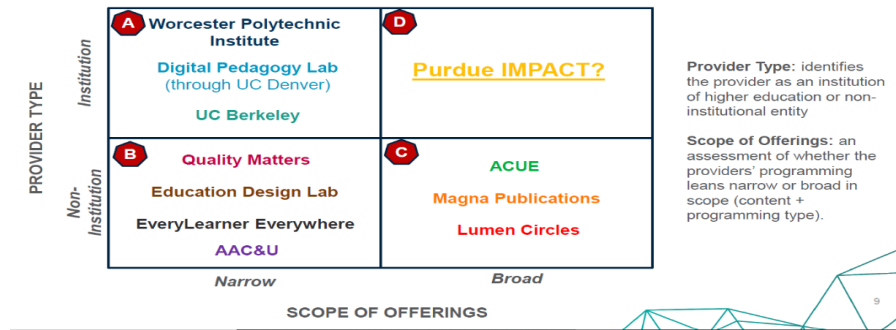 PROVIDER TYPE
Institution
Non-
Institution
A
Worcester Polytechnic
Institute
Digital Pedagogy Lab
(through UC Denver)
UC Berkeley
D
Purdue IMPACT?
B
Quality Matters
Education Design Lab
EveryLearner Everywhere
AAC&U
C
ACUE
Magna Publications
Lumen Circles
Narrow
Broad
SCOPE OF OFFERINGS
Provider Type: identifies
the provider as an institution
of higher education or non-
institutional entity
Scope of Offerings: an
assessment of whether the
providers' programming
leans narrow or broad in
scope (content +
programming type).
9